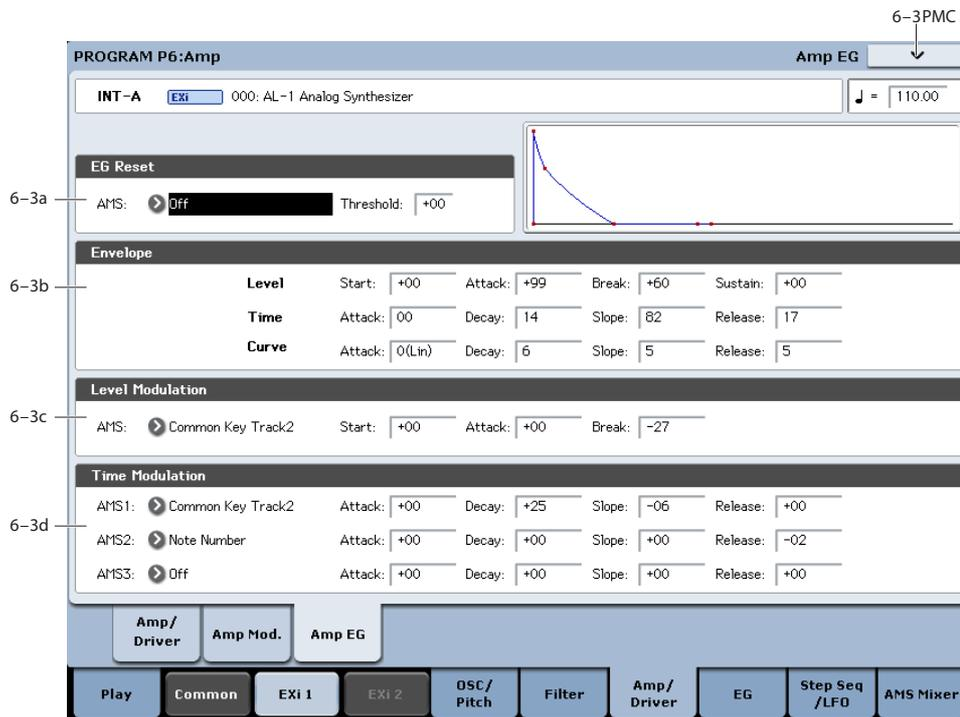 6–3PMC
PROGRAM P6:Amp Amp EG
INT-A EXi 000: AL-1 Analog Synthesizer ♩ = 110.00
EG Reset
6–3a AMS: Off Threshold: +00
Envelope
6–3b Level Start: +00 Attack: +99 Break: +60 Sustain: +00
Time Attack: 00 Decay: 14 Slope: 82 Release: 17
Curve Attack: 0(Lin) Decay: 6 Slope: 5 Release: 5
Level Modulation
6–3c AMS: Common Key Track2 Start: +00 Attack: +00 Break: -27
Time Modulation
AMS1: Common Key Track2 Attack: +00 Decay: +25 Slope: -06 Release: +00
6–3d AMS2: Note Number Attack: +00 Decay: +00 Slope: +00 Release: -02
AMS3: Off Attack: +00 Decay: +00 Slope: +00 Release: +00
Amp/
Driver Amp Mod. Amp EG
Play Common EXi 1 EXi 2 OSC/
Pitch Filter Amp/
Driver EG Step Seq
/LFO AMS Mixer